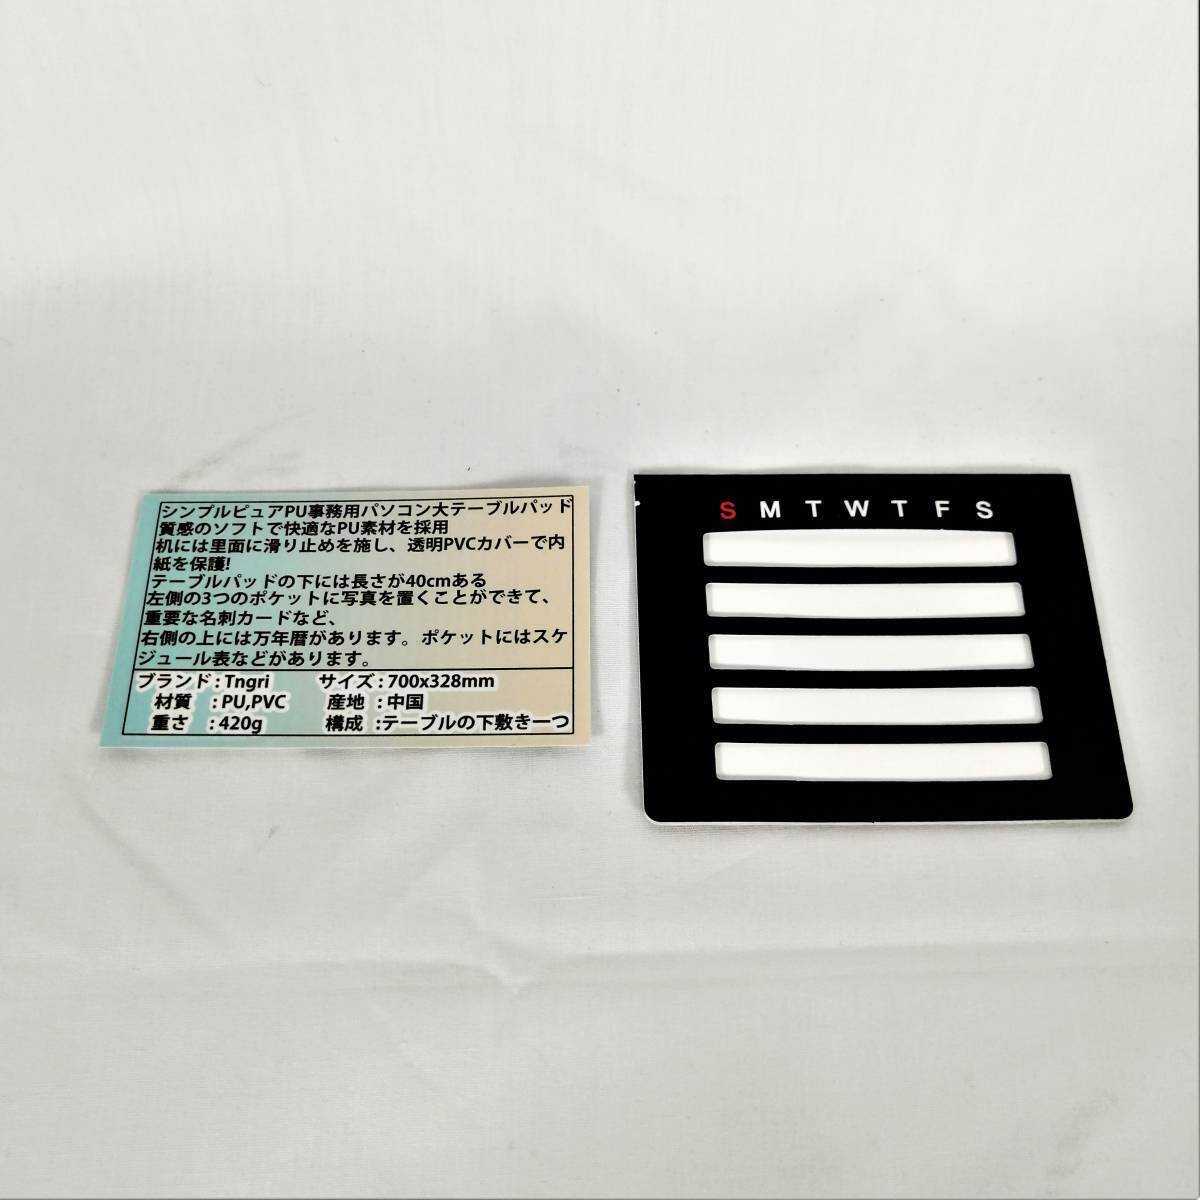 シンプルピュアPU事務用パソコン大テーブルパッド
質感のソフトで快適なPU素材を採用
机には里面に滑り止めを施し、透明PVCカバーで内
紙を保護!
テーブルパッドの下には長さが40cmある
左側の3つのポケットに写真を置くことができて、
重要な名刺カードなど、
右側の上には万年暦があります。ポケットにはスケ
ジュール表などがあります。
ブランド:Tngri サイズ:700x328mm
材質 :PU,PVC 産地 :中国
重さ :420g 構成 :テーブルの下敷き一つ
S M T W T F S